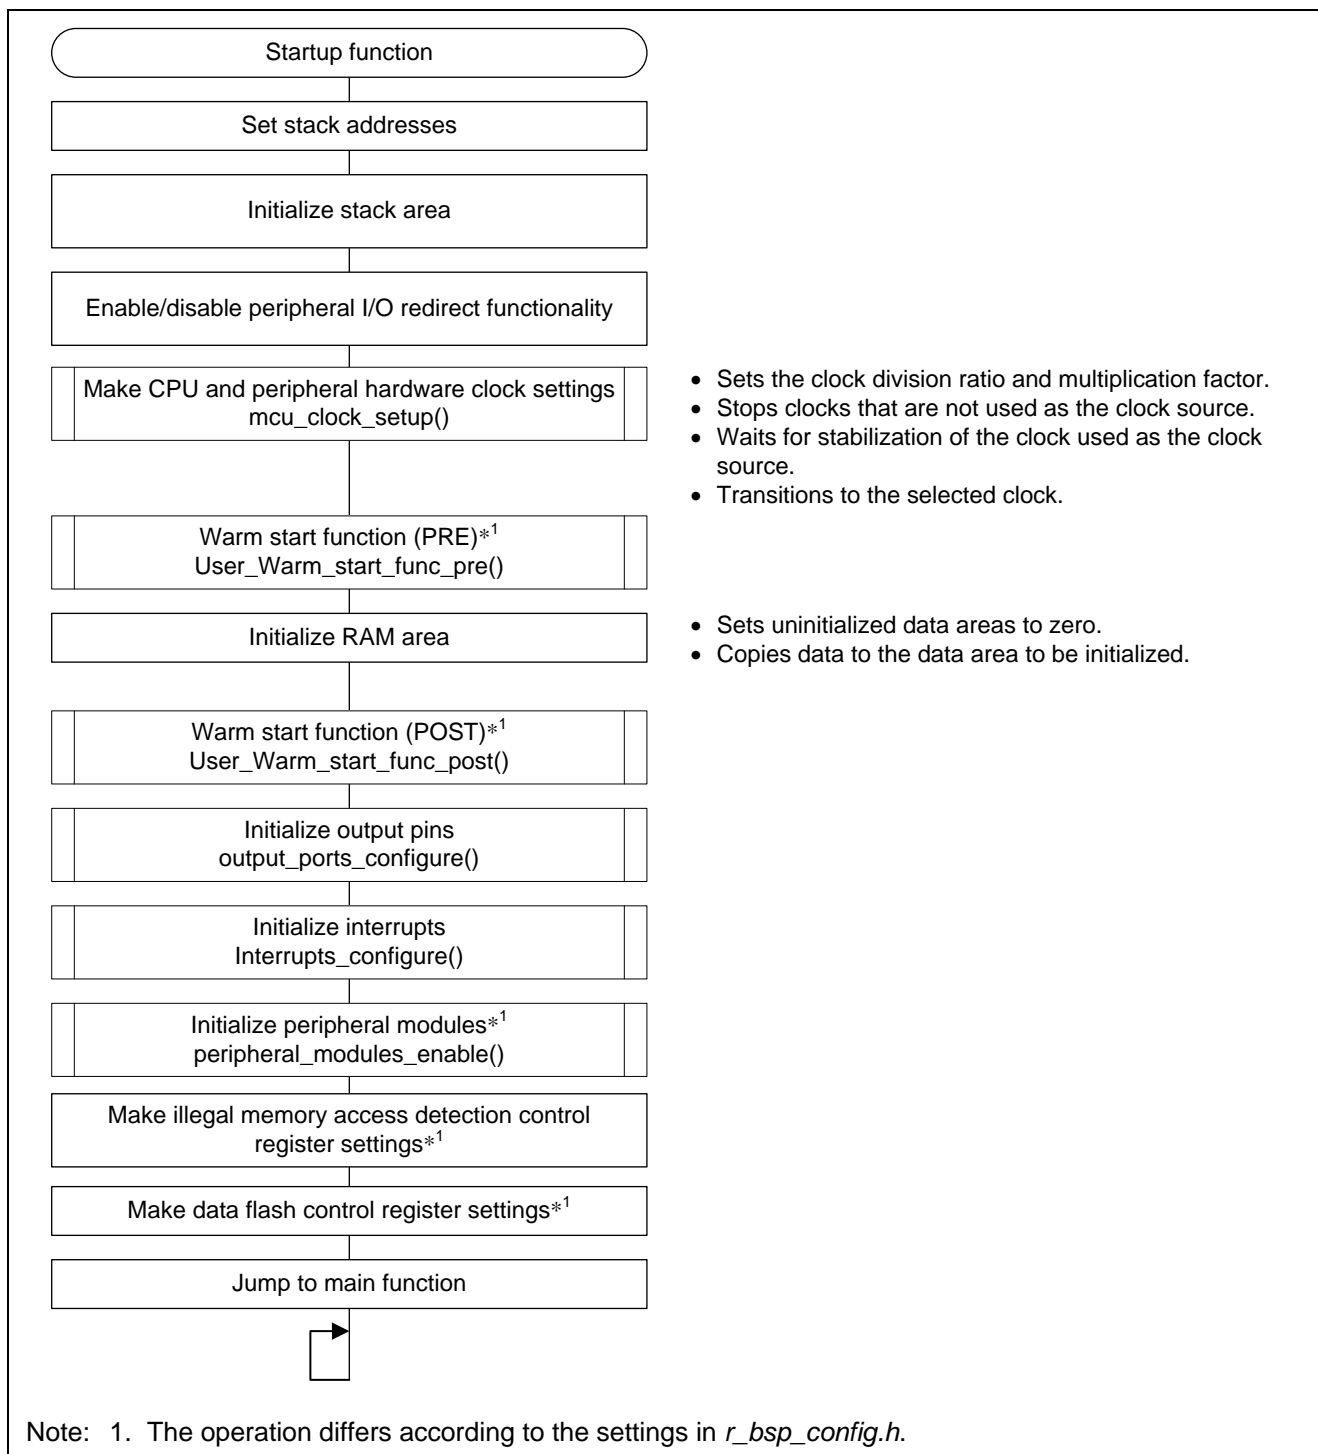 Startup function
Set stack addresses
Initialize stack area
Enable/disable peripheral I/O redirect functionality
Make CPU and peripheral hardware clock settings
mcu_clock_setup()
• Sets the clock division ratio and multiplication factor.
• Stops clocks that are not used as the clock source.
• Waits for stabilization of the clock used as the clock
source.
• Transitions to the selected clock.
Warm start function (PRE)*1
User_Warm_start_func_pre()
Initialize RAM area
• Sets uninitialized data areas to zero.
• Copies data to the data area to be initialized.
Warm start function (POST)*1
User_Warm_start_func_post()
Initialize output pins
output_ports_configure()
Initialize interrupts
Interrupts_configure()
Initialize peripheral modules*1
peripheral_modules_enable()
Make illegal memory access detection control
register settings*1
Make data flash control register settings*1
Jump to main function
Note: 1. The operation differs according to the settings in r_bsp_config.h.